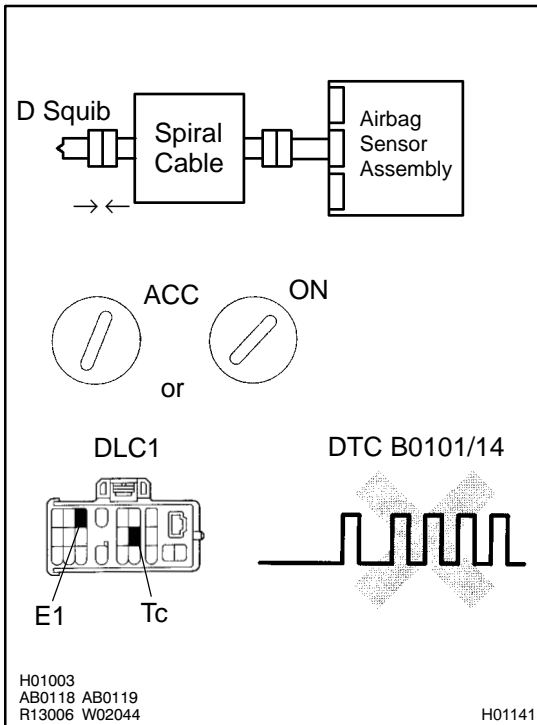 D Squib
Spiral
Cable
Airbag
Sensor
Assembly
ACC
ON
or
DLC1
DTC B0101/14
E1
Tc
H01003
AB0118 AB0119
R13006 W02044
H01141